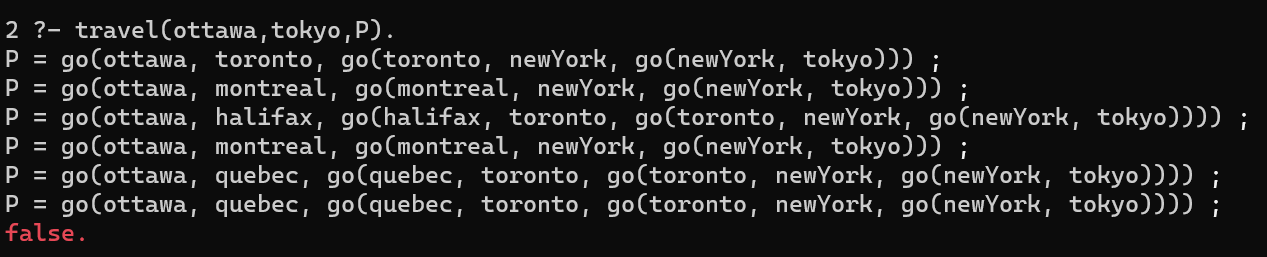 2 ?- travel(ottawa,tokyo,P).
P = go(ottawa, toronto, go(toronto, newYork, go(newYork, tokyo))) ;
P = go(ottawa, montreal, go(montreal, newYork, go(newYork, tokyo))) ;
P = go(ottawa, halifax, go(halifax, toronto, go(toronto, newYork, go(newYork, tokyo)))) ;
P = go(ottawa, montreal, go(montreal, newYork, go(newYork, tokyo))) ;
P = go(ottawa, quebec, go(quebec, toronto, go(toronto, newYork, go(newYork, tokyo)))) ;
P = go(ottawa, quebec, go(quebec, toronto, go(toronto, newYork, go(newYork, tokyo)))) ;
false.